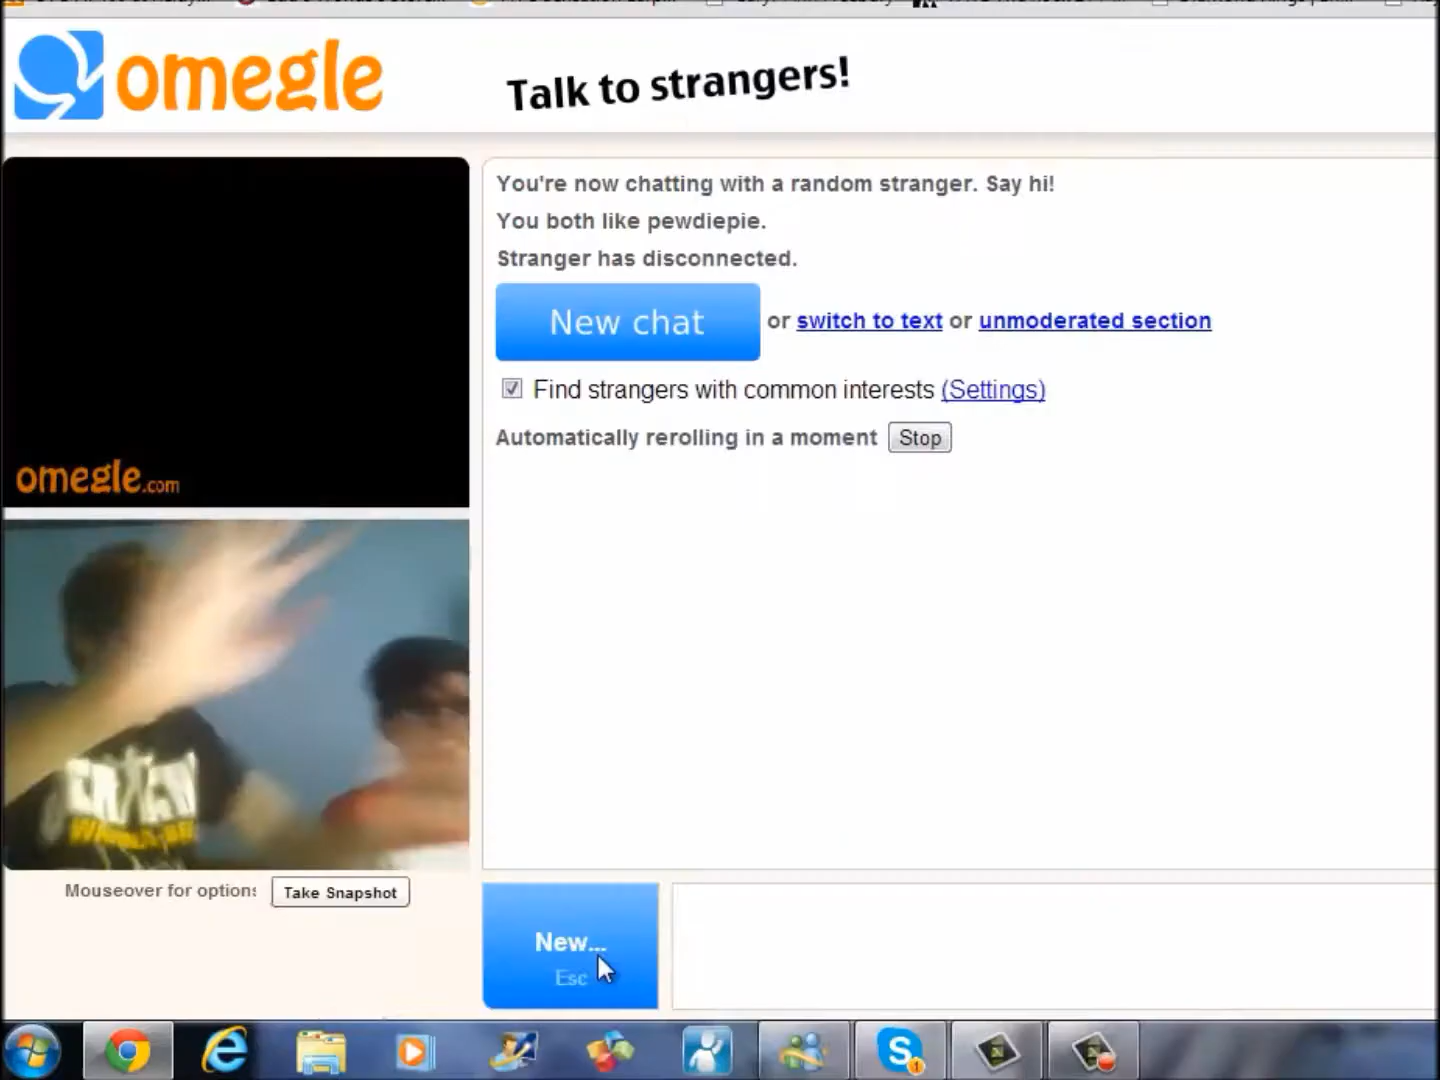 omegle
Talk to strangers!
You're now chatting with a random stranger. Say hi!
You both like pewdiepie.
Stranger has disconnected.
New chat or switch to text or unmoderated section
Find strangers with common interests (Settings)
Automatically rerolling in a moment Stop
omegle.com
Mouseover for options Take Snapshot
New...
Esc